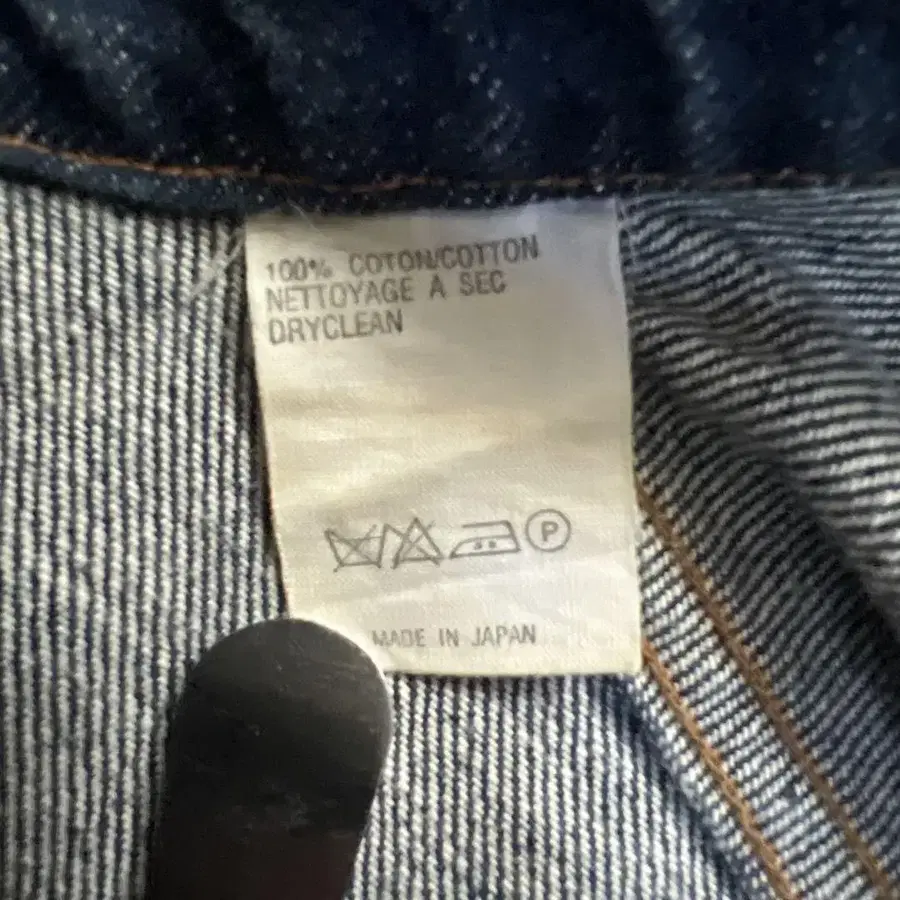 100% COTON/COTTON
NETTOYAGE A SEC
DRYCLEAN
P
MADE IN JAPAN